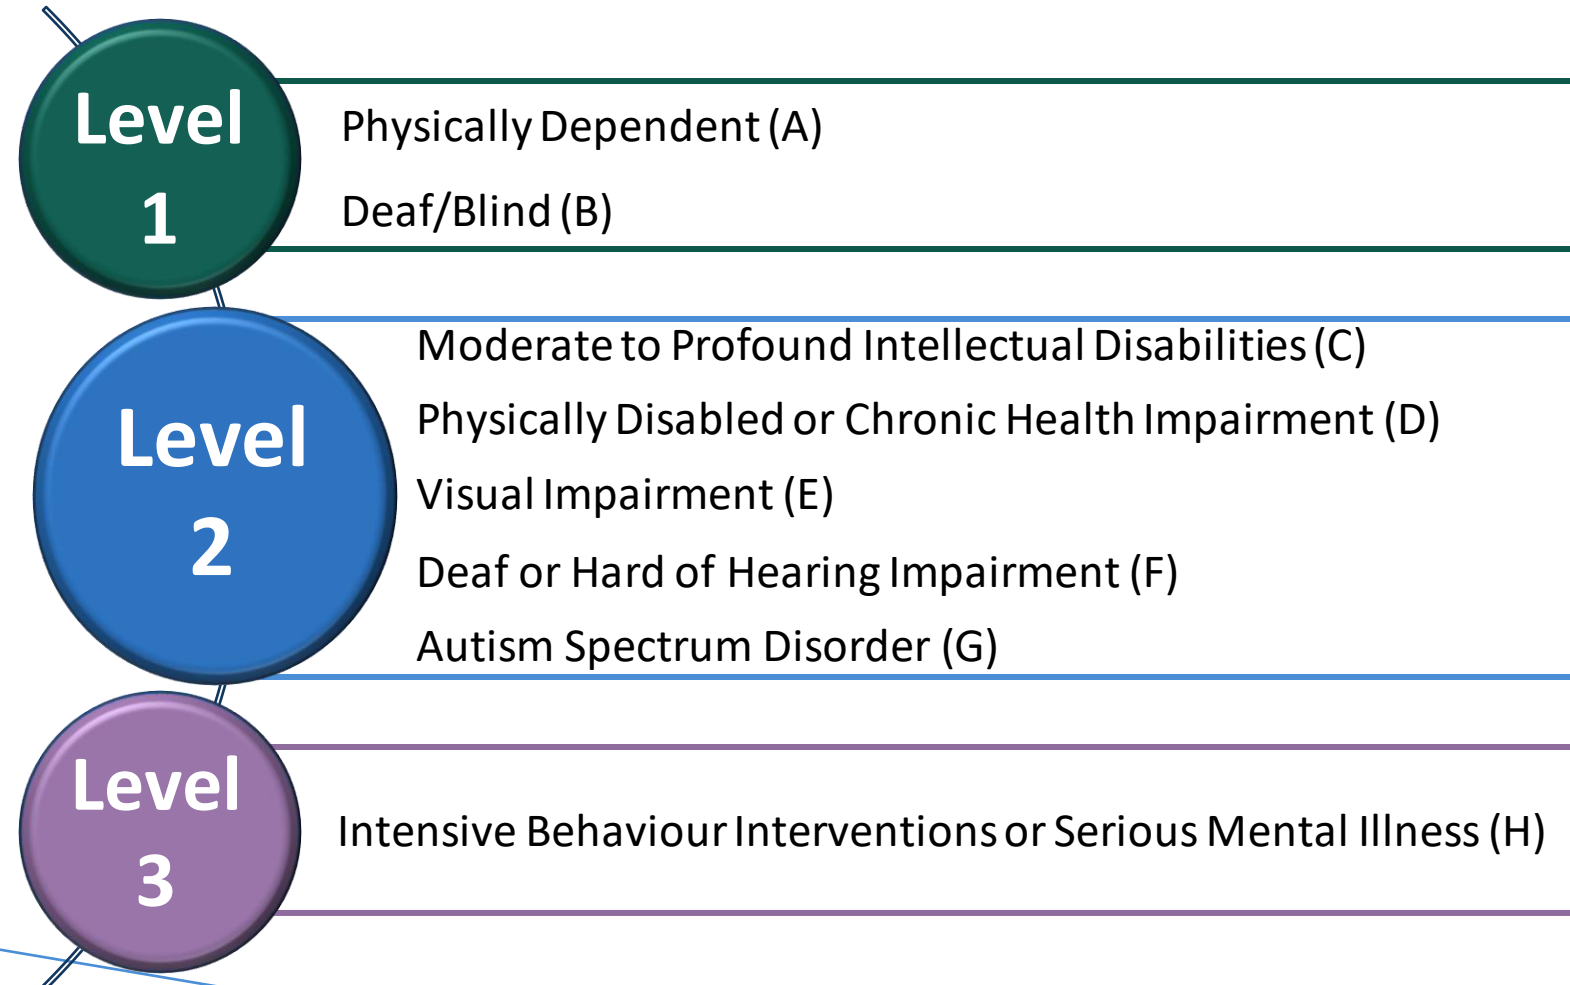 Level
1
Physically Dependent (A)
Deaf/Blind (B)
Level
2
Moderate to Profound Intellectual Disabilities (C)
Physically Disabled or Chronic Health Impairment (D)
Visual Impairment (E)
Deaf or Hard of Hearing Impairment (F)
Autism Spectrum Disorder (G)
Level
3
Intensive Behaviour Interventions or Serious Mental Illness (H)